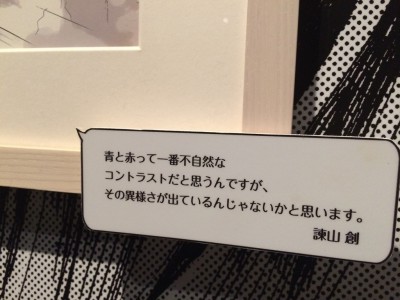 青と赤って一番不自然な
コントラストだと思うんですが、
その異様さが出ているんじゃないかと思います。
諫山 創